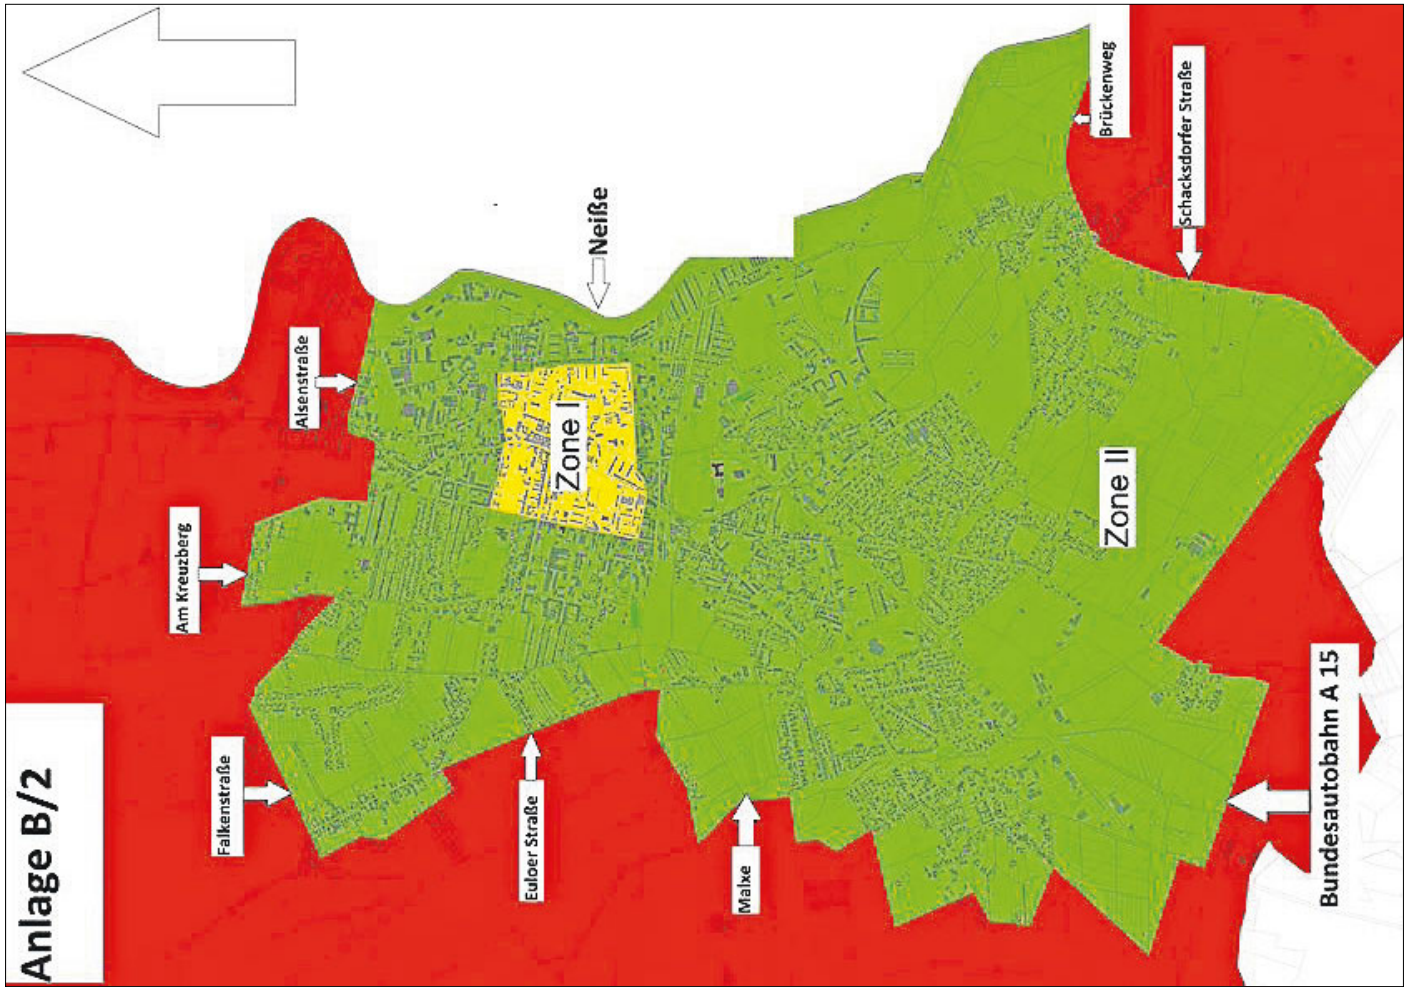 Anlage B/2
Falkenstraße
Am Kreuzberg
Alsenstraße
Euloer Straße
Zone I
Neiße
Malxe
Zone II
Brückenweg
Schacksdorfer Straße
Bundesautobahn A 15